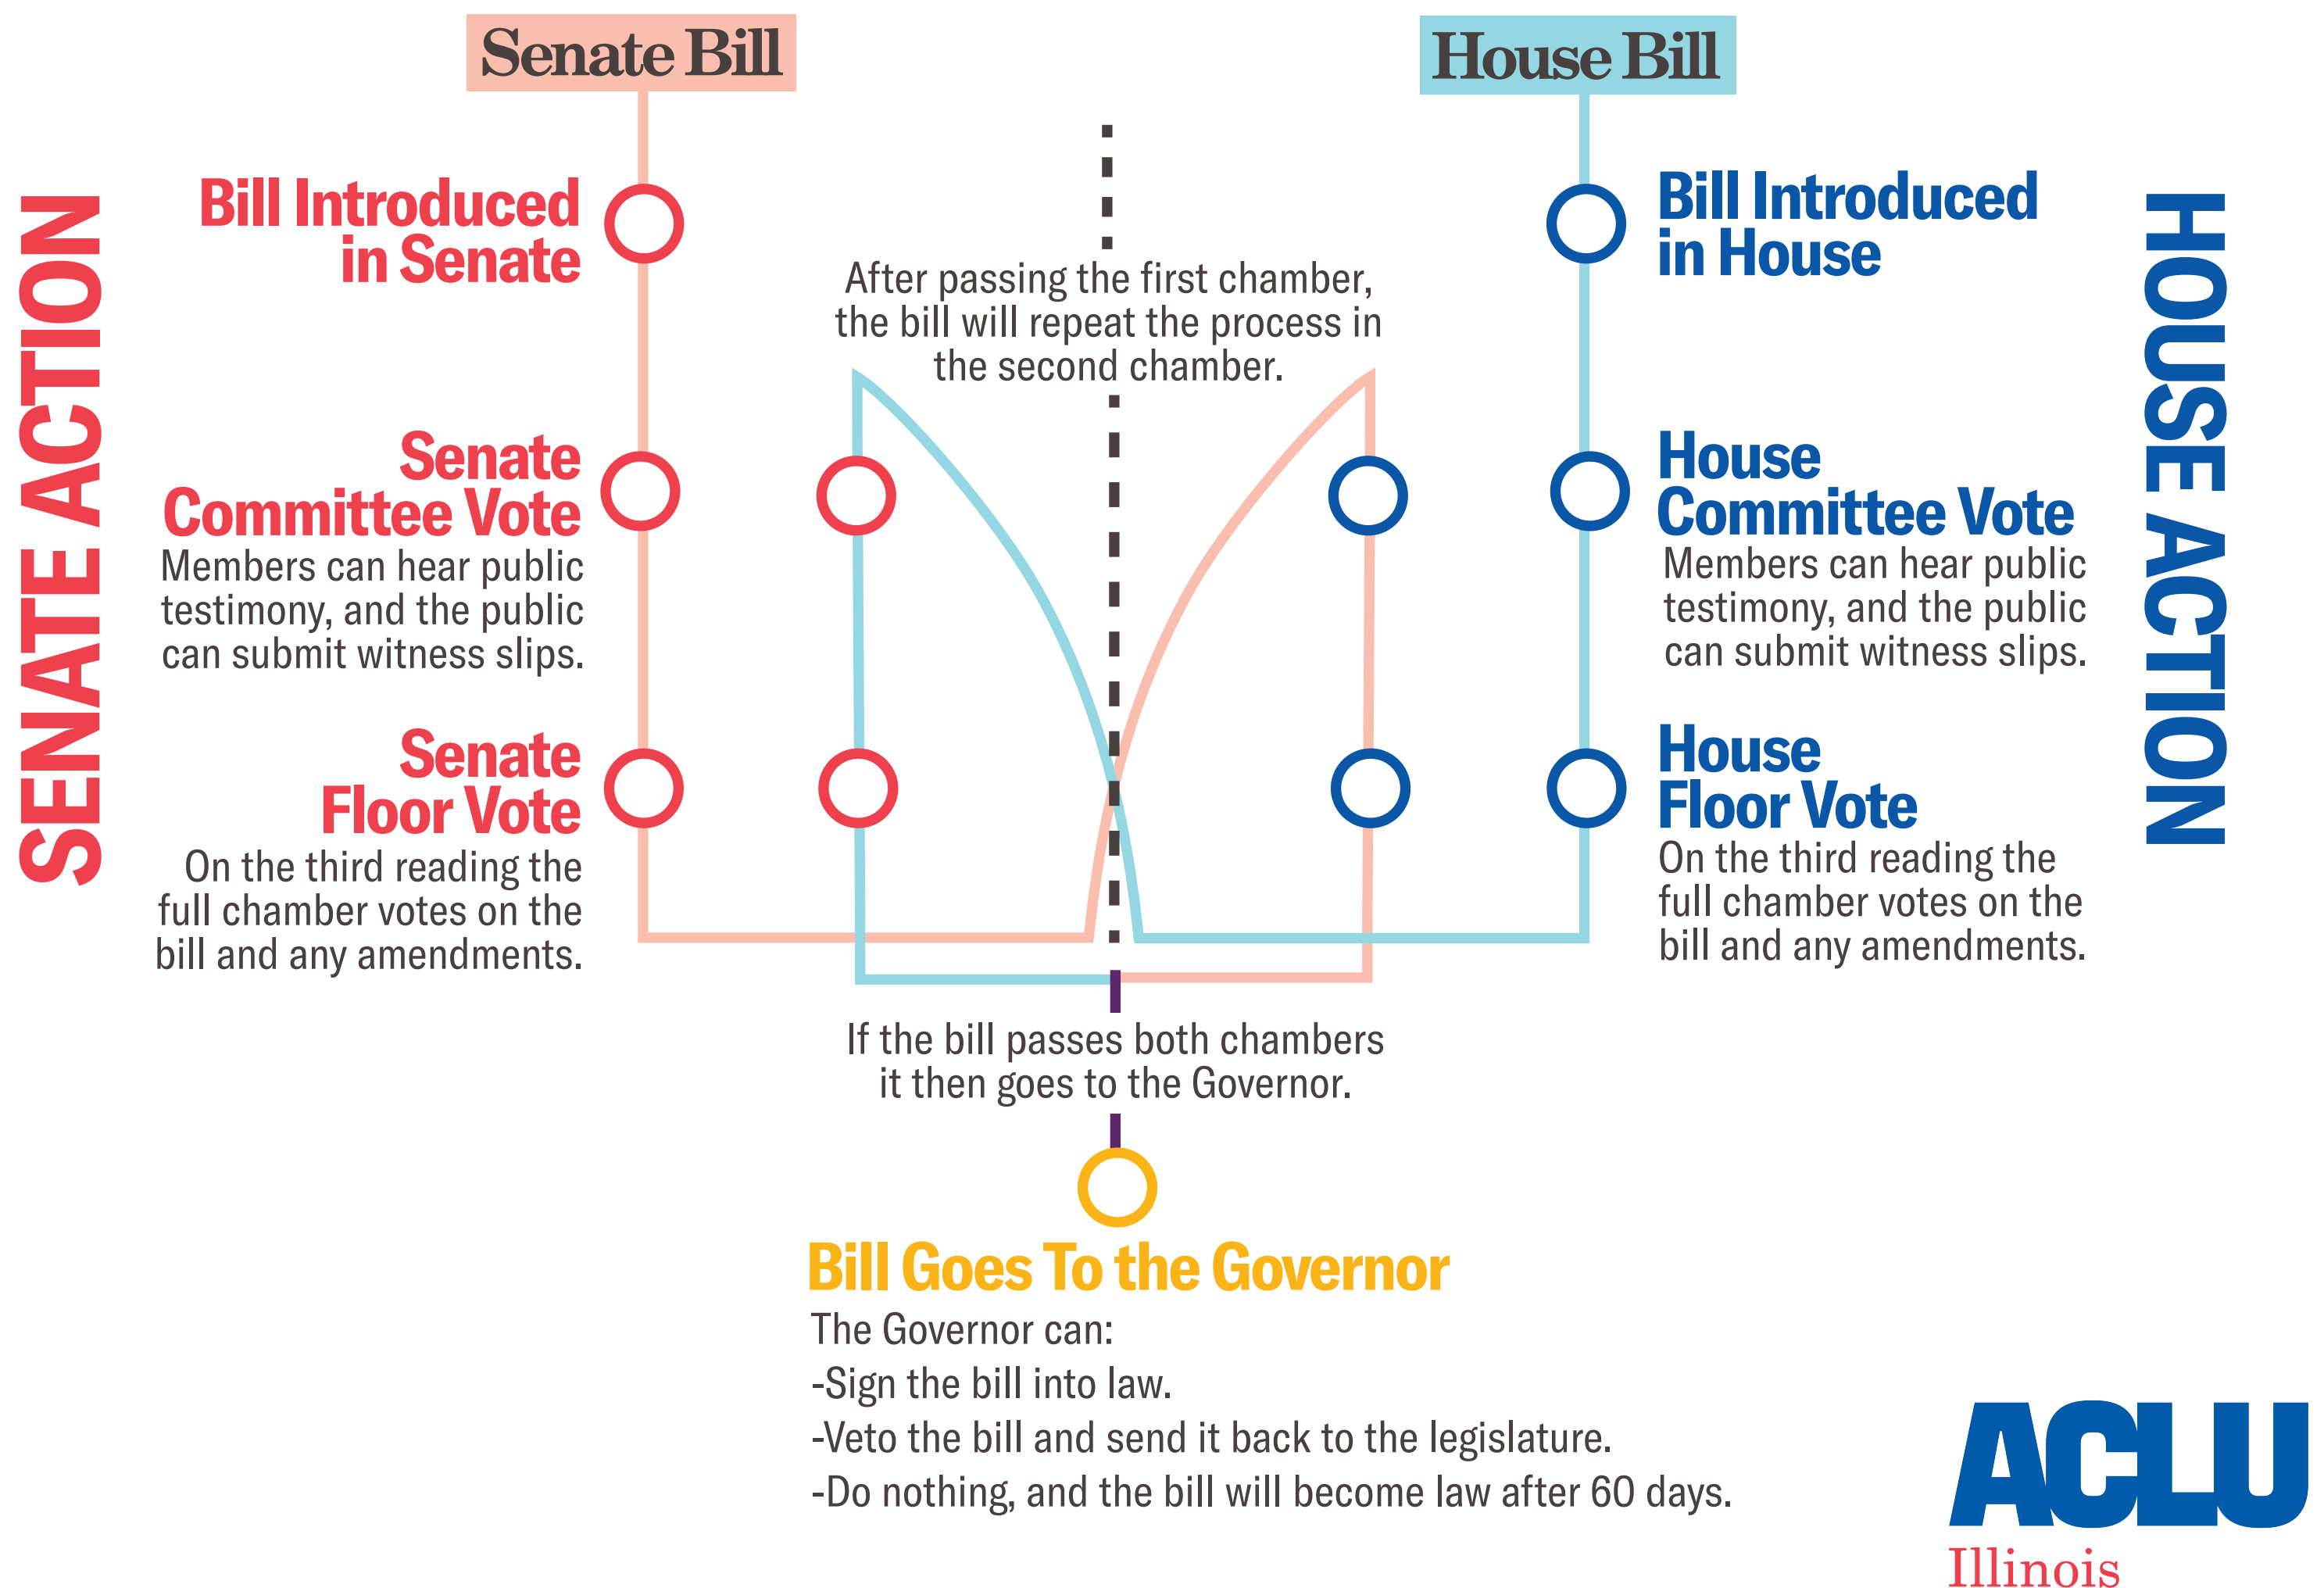 Senate Bill
House Bill
SENATE ACTION
Bill Introduced
in Senate
Senate
Committee Vote
Members can hear public
testimony, and the public
can submit witness slips.
Senate
Floor Vote
On the third reading the
full chamber votes on the
bill and any amendments.
After passing the first chamber,
the bill will repeat the process in
the second chamber.
Bill Introduced
in House
House
Committee Vote
Members can hear public
testimony, and the public
can submit witness slips.
House
Floor Vote
On the third reading the
full chamber votes on the
bill and any amendments.
HOUSE ACTION
If the bill passes both chambers
it then goes to the Governor.
Bill Goes To the Governor
The Governor can:
-Sign the bill into law.
-Veto the bill and send it back to the legislature.
-Do nothing, and the bill will become law after 60 days.
ACLU
Illinois